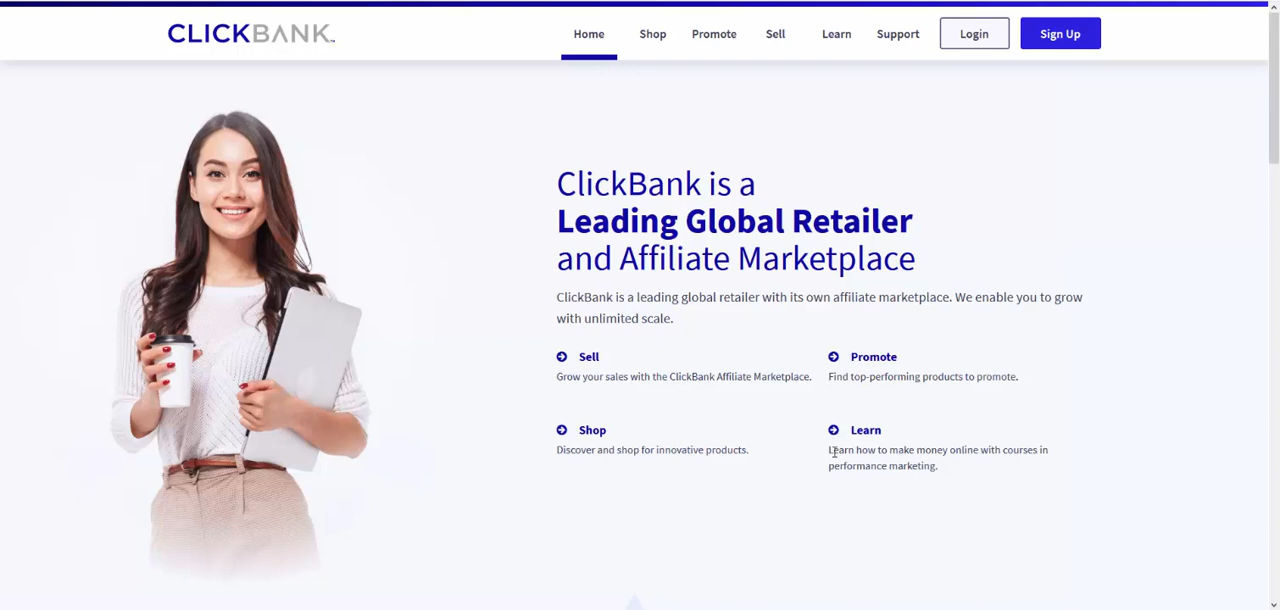 CLICKBANK™
Home Shop Promote Sell Learn Support Login Sign Up
ClickBank is a
Leading Global Retailer
and Affiliate Marketplace
ClickBank is a leading global retailer with its own affiliate marketplace. We enable you to grow
with unlimited scale.
Sell
Grow your sales with the ClickBank Affiliate Marketplace.
Promote
Find top-performing products to promote.
Shop
Discover and shop for innovative products.
Learn
Learn how to make money online with courses in
performance marketing.